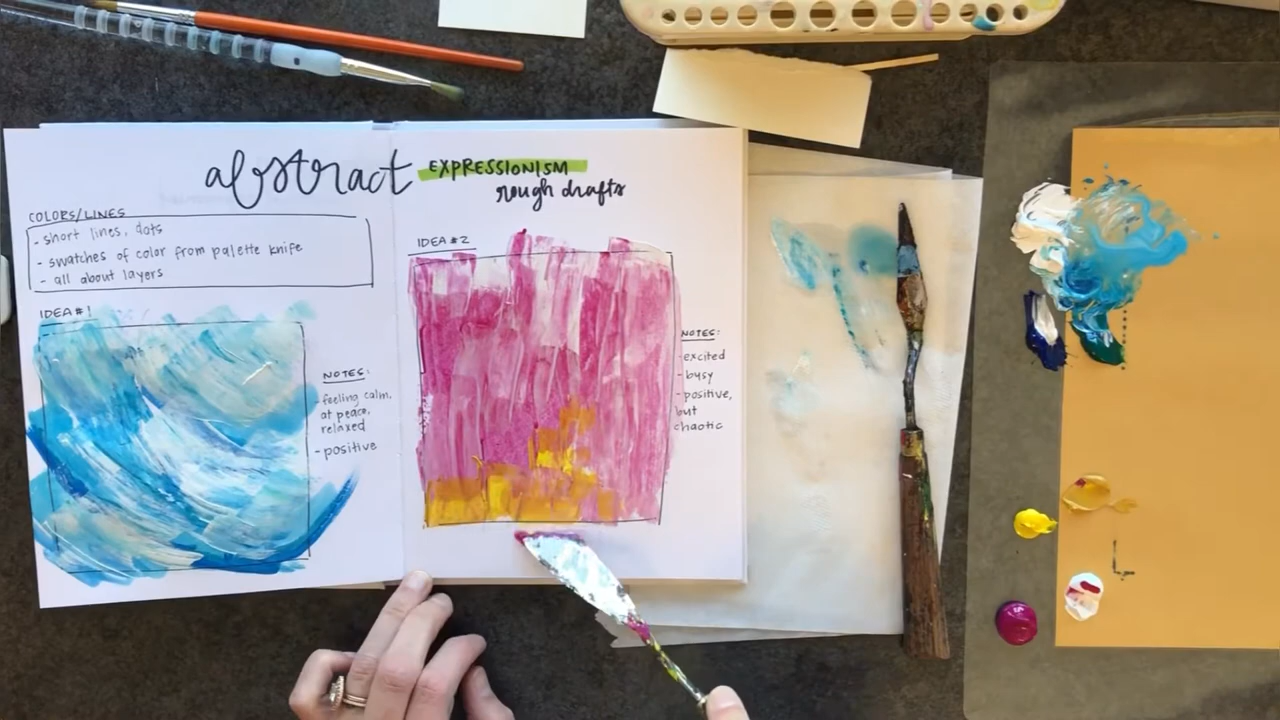 abstract EXPRESSIONISM
rough drafts
COLORS/LINES
- short lines, dots
- swatches of color from palette knife
- all about layers
IDEA #1
NOTES:
feeling calm,
at peace,
relaxed
- positive
IDEA #2
NOTES:
- excited
- busy
- positive,
but
chaotic